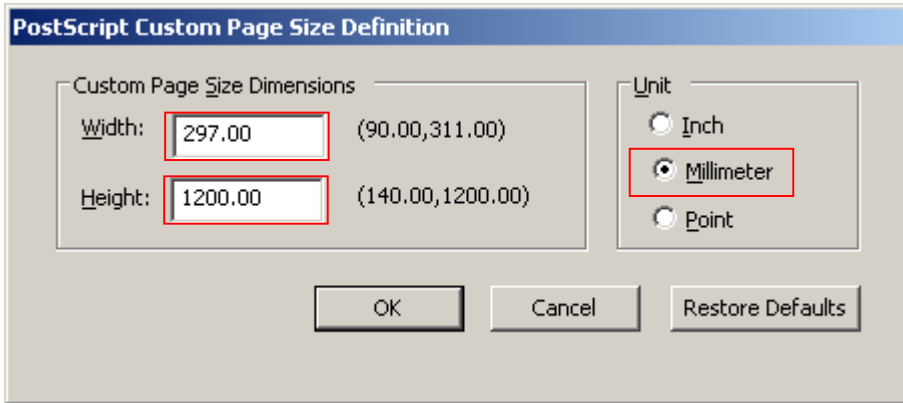 PostScript Custom Page Size Definition
Custom Page Size Dimensions
Width: 297.00 (90.00,311.00)
Height: 1200.00 (140.00,1200.00)
Unit
Inch
Millimeter
Point
OK Cancel Restore Defaults